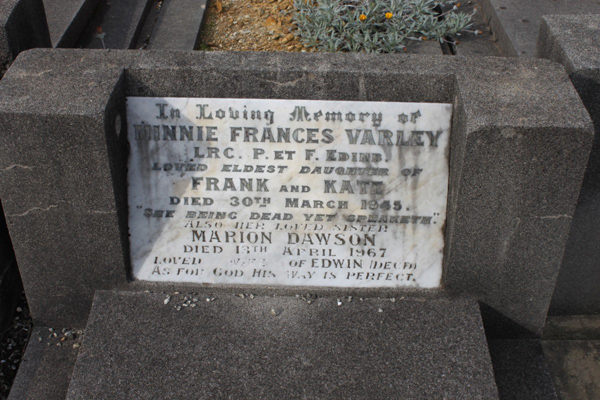 In Loving Memory of
MINNIE FRANCES VARLEY
L.R.C. P. ET F. EDINB.
LOVED ELDEST DAUGHTER OF
FRANK AND KATE
DIED 30TH MARCH 1945.
"SHE BEING DEAD YET SPEAKETH"
ALSO HER LOVED SISTER
MARION DAWSON
DIED 13TH APRIL 1967
LOVED WIFE OF EDWIN (DEC'D)
AS FOR GOD HIS WAY IS PERFECT.